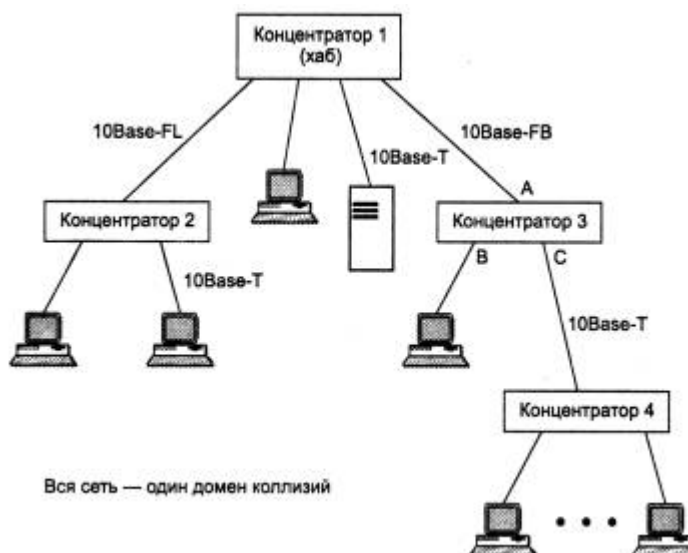 Концентратор 1
(хаб)
10Base-FL
10Base-FB
10Base-T
A
Концентратор 2
Концентратор 3
B
C
10Base-T
10Base-T
Концентратор 4
Вся сеть — один домен коллизий